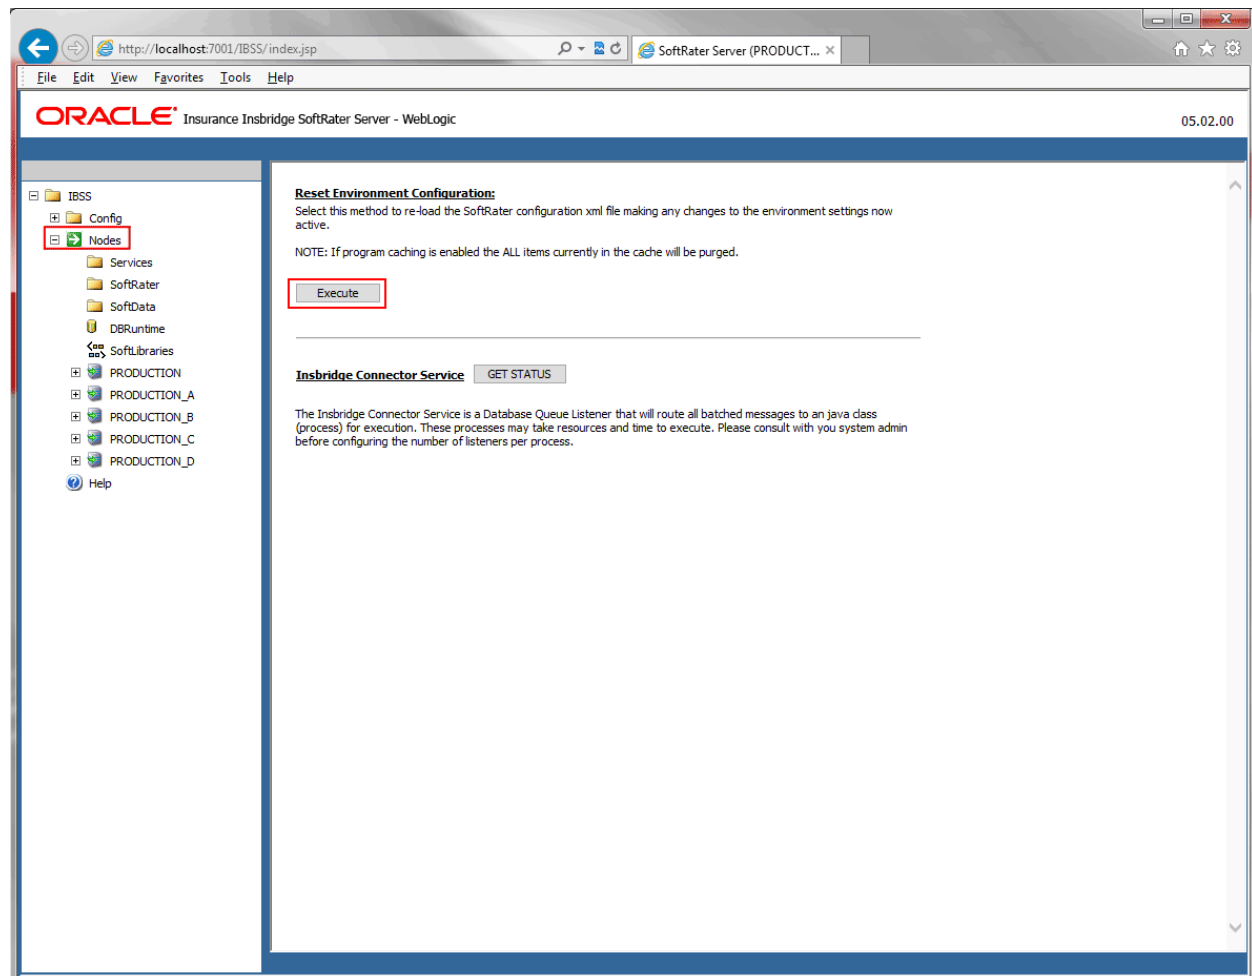 http://localhost:7001/IBSS/index.jsp
SoftRater Server (PRODUCT...
File Edit View Favorites Tools Help
ORACLE Insurance Insbridge SoftRater Server - WebLogic
05.02.00
IBSS
Config
Nodes
Services
SoftRater
SoftData
DBRuntime
SoftLibraries
PRODUCTION
PRODUCTION_A
PRODUCTION_B
PRODUCTION_C
PRODUCTION_D
Help
Reset Environment Configuration:
Select this method to re-load the SoftRater configuration xml file making any changes to the environment settings now
active.
NOTE: If program caching is enabled the ALL items currently in the cache will be purged.
Execute
Insbridge Connector Service GET STATUS
The Insbridge Connector Service is a Database Queue Listener that will route all batched messages to an java class
(process) for execution. These processes may take resources and time to execute. Please consult with you system admin
before configuring the number of listeners per process.